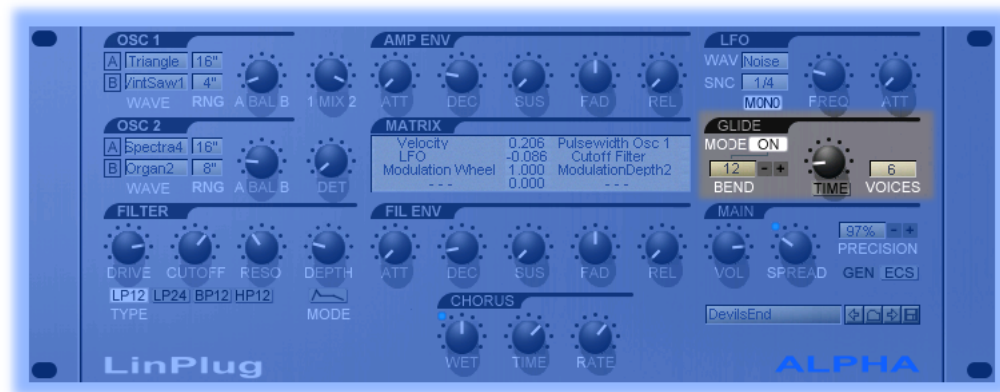 OSC 1
A Triangle 16"
B VintSaw1 4"
WAVE RNG A BAL B 1 MIX 2
AMP ENV
ATT DEC SUS FAD REL
LFO
WAV Noise
SNC 1/4
MONO FREQ ATT
OSC 2
A Spectra4 16"
B Organ2 8"
WAVE RNG A BAL B DET
MATRIX
Velocity 0.206 Pulsewidth Osc 1
LFO -0.086 Cutoff Filter
Modulation Wheel 1.000 ModulationDepth2
--- 0.000 ---
GLIDE
MODE ON
12 - +
BEND TIME
6
VOICES
FILTER
DRIVE CUTOFF RESO DEPTH
LP12 LP24 BP12 HP12
TYPE MODE
FIL ENV
ATT DEC SUS FAD REL
MAIN
VOL SPREAD
97% - +
PRECISION
GEN ECS
CHORUS
WET TIME RATE
DevilsEnd
LinPlug
ALPHA